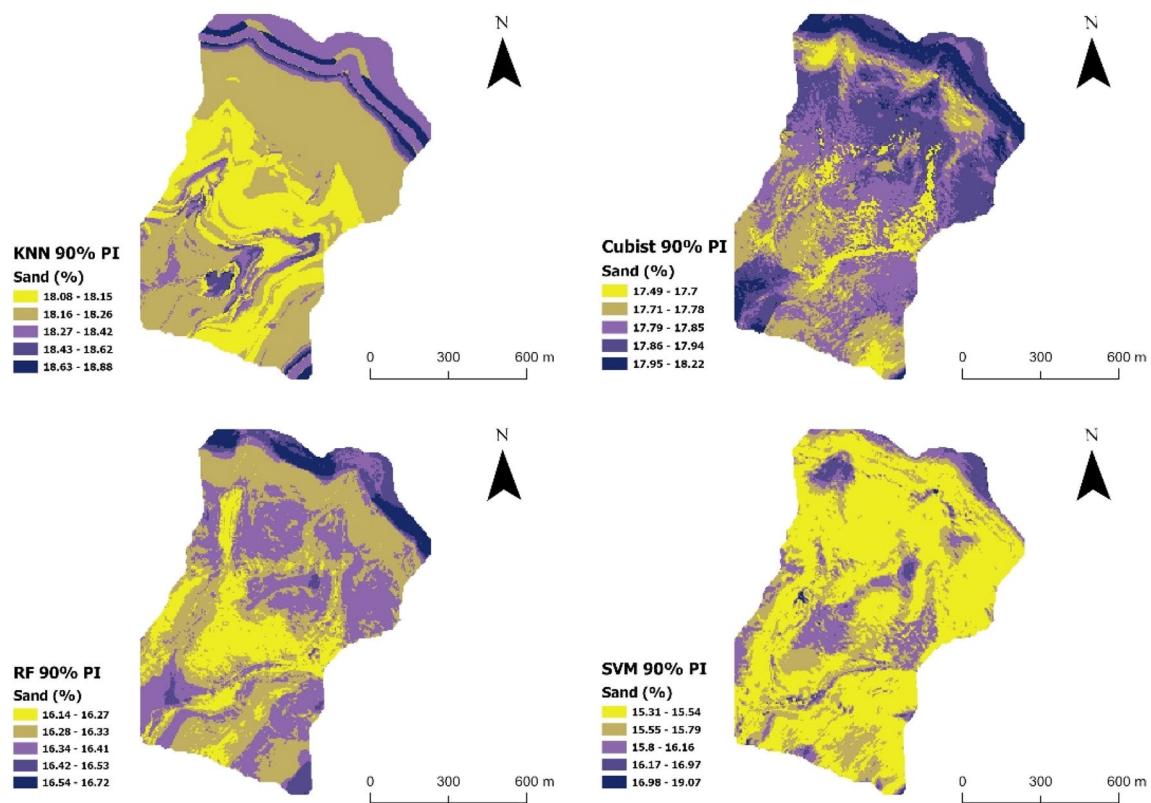 N
KNN 90% PI
Sand (%)
18.08 - 18.15
18.16 - 18.26
18.27 - 18.42
18.43 - 18.62
18.63 - 18.88
0 300 600 m
N
Cubist 90% PI
Sand (%)
17.49 - 17.7
17.71 - 17.78
17.79 - 17.85
17.86 - 17.94
17.95 - 18.22
0 300 600 m
N
RF 90% PI
Sand (%)
16.14 - 16.27
16.28 - 16.33
16.34 - 16.41
16.42 - 16.53
16.54 - 16.72
0 300 600 m
N
SVM 90% PI
Sand (%)
15.31 - 15.54
15.55 - 15.79
15.8 - 16.16
16.17 - 16.97
16.98 - 19.07
0 300 600 m